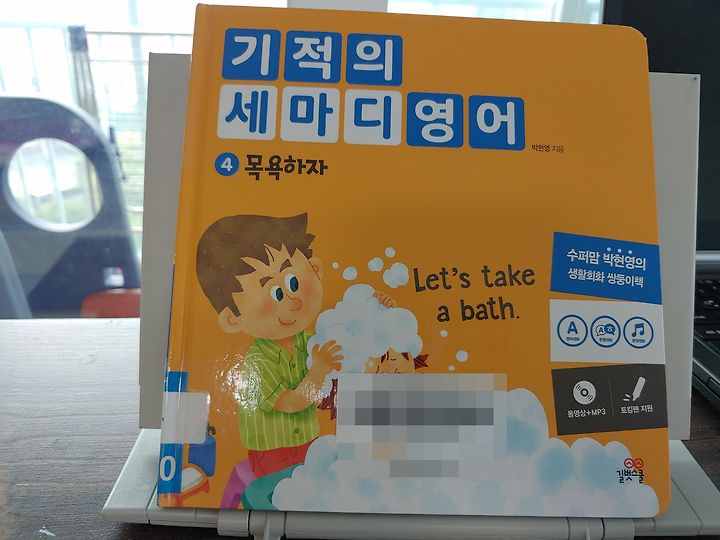 기적의
세마디영어
박현영 지음
4 목욕하자
Let's take
a bath.
수퍼맘 박현영의
생활회화 쌍둥이책
동영상+MP3
토킹펜 지원
길벗스쿨
0